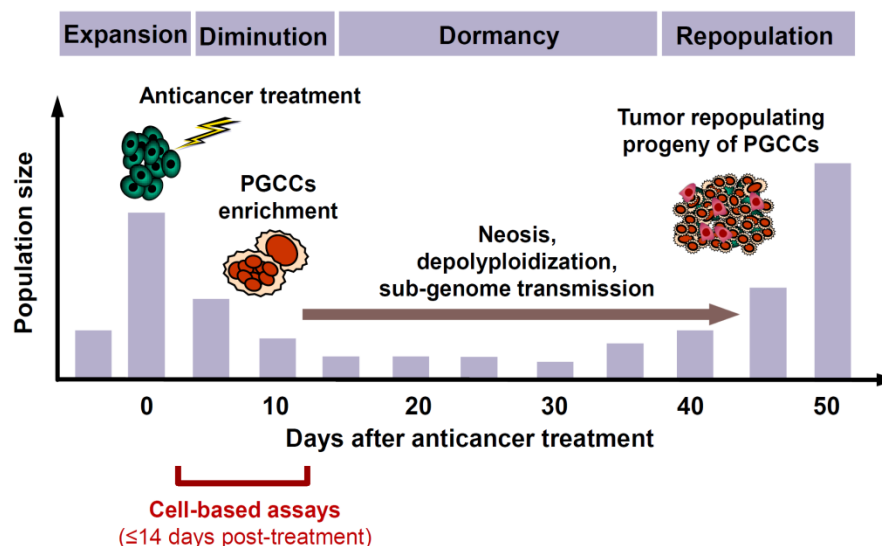 Expansion
Diminution
Dormancy
Repopulation
Anticancer treatment
Tumor repopulating
progeny of PGCCs
PGCCs
enrichment
Neosis,
depolyploidization,
sub-genome transmission
Population size
0
10
20
30
40
50
Days after anticancer treatment
Cell-based assays
(≤14 days post-treatment)